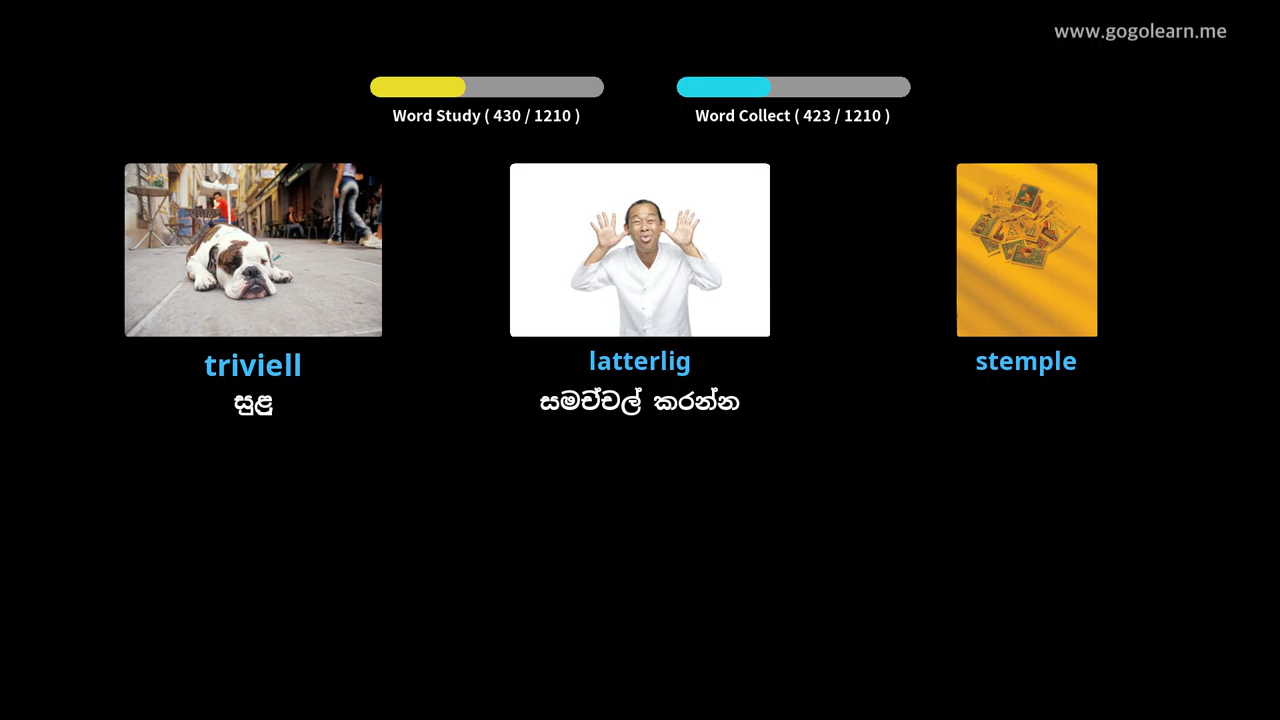 www.gogolearn.me
Word Study ( 430 / 1210 )
Word Collect ( 423 / 1210 )
triviell
latterlig
stemple
සුළු
සමච්චල් කරන්න